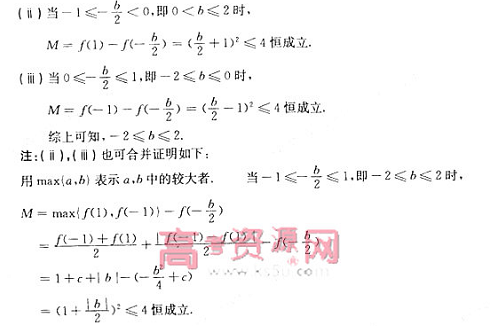 (ⅱ)当-1≤-b/2<0,即0<b≤2时,
M=f(1)-f(-b/2)=(b/2+1)²≤4恒成立.
(ⅲ)当0≤-b/2≤1,即-2≤b≤0时,
M=f(-1)-f(-b/2)=(b/2-1)²≤4恒成立.
综上可知,-2≤b≤2.
注:(ⅱ),(ⅲ)也可合并证明如下:
用max{a,b}表示a,b中的较大者. 当-1≤-b/2≤1,即-2≤b≤2时,
M=max{f(1),f(-1)}-f(-b/2)
=(f(-1)+f(1))/2+|f(-1)-f(1)|/2-f(-b/2)
=1+c+|b|-(-b²/4+c)
=(1+|b|/2)²≤4恒成立.
高考资源网